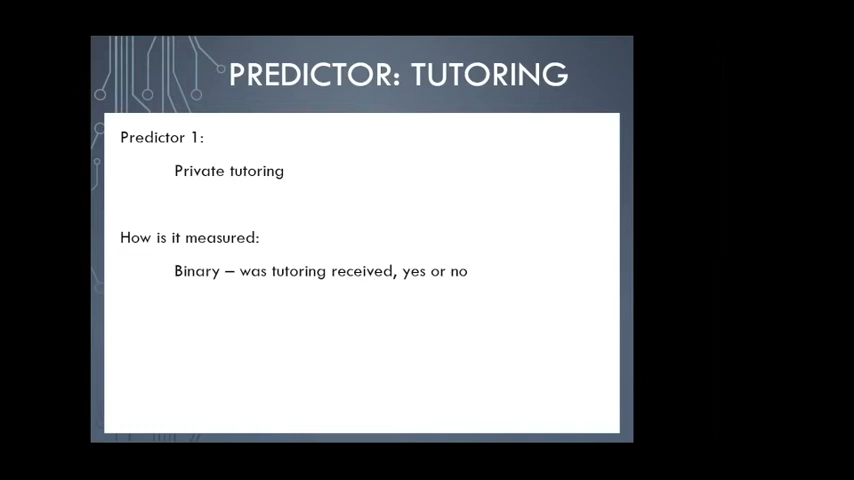 PREDICTOR: TUTORING
Predictor 1:
Private tutoring
How is it measured:
Binary – was tutoring received, yes or no